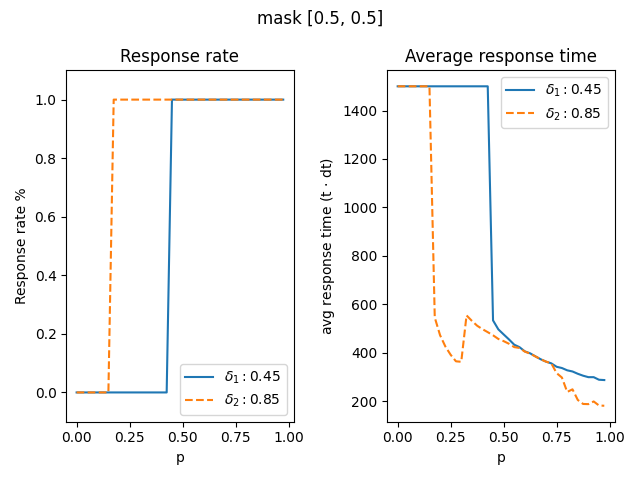 mask [0.5, 0.5]
Response rate
Response rate %
1.0
0.8
0.6
0.4
0.2
0.0
δ₁ : 0.45
δ₂ : 0.85
0.00 0.25 0.50 0.75 1.00
p
Average response time
avg response time (t · dt)
1400
1200
1000
800
600
400
200
δ₁ : 0.45
δ₂ : 0.85
0.00 0.25 0.50 0.75 1.00
p